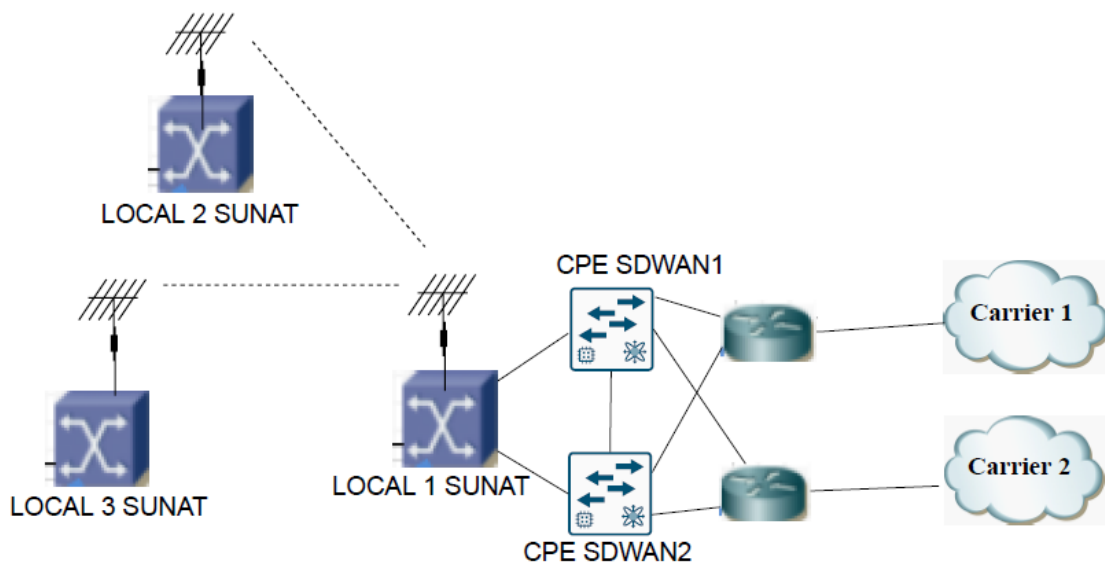 LOCAL 2 SUNAT
CPE SDWAN1
Carrier 1
LOCAL 3 SUNAT
LOCAL 1 SUNAT
Carrier 2
CPE SDWAN2